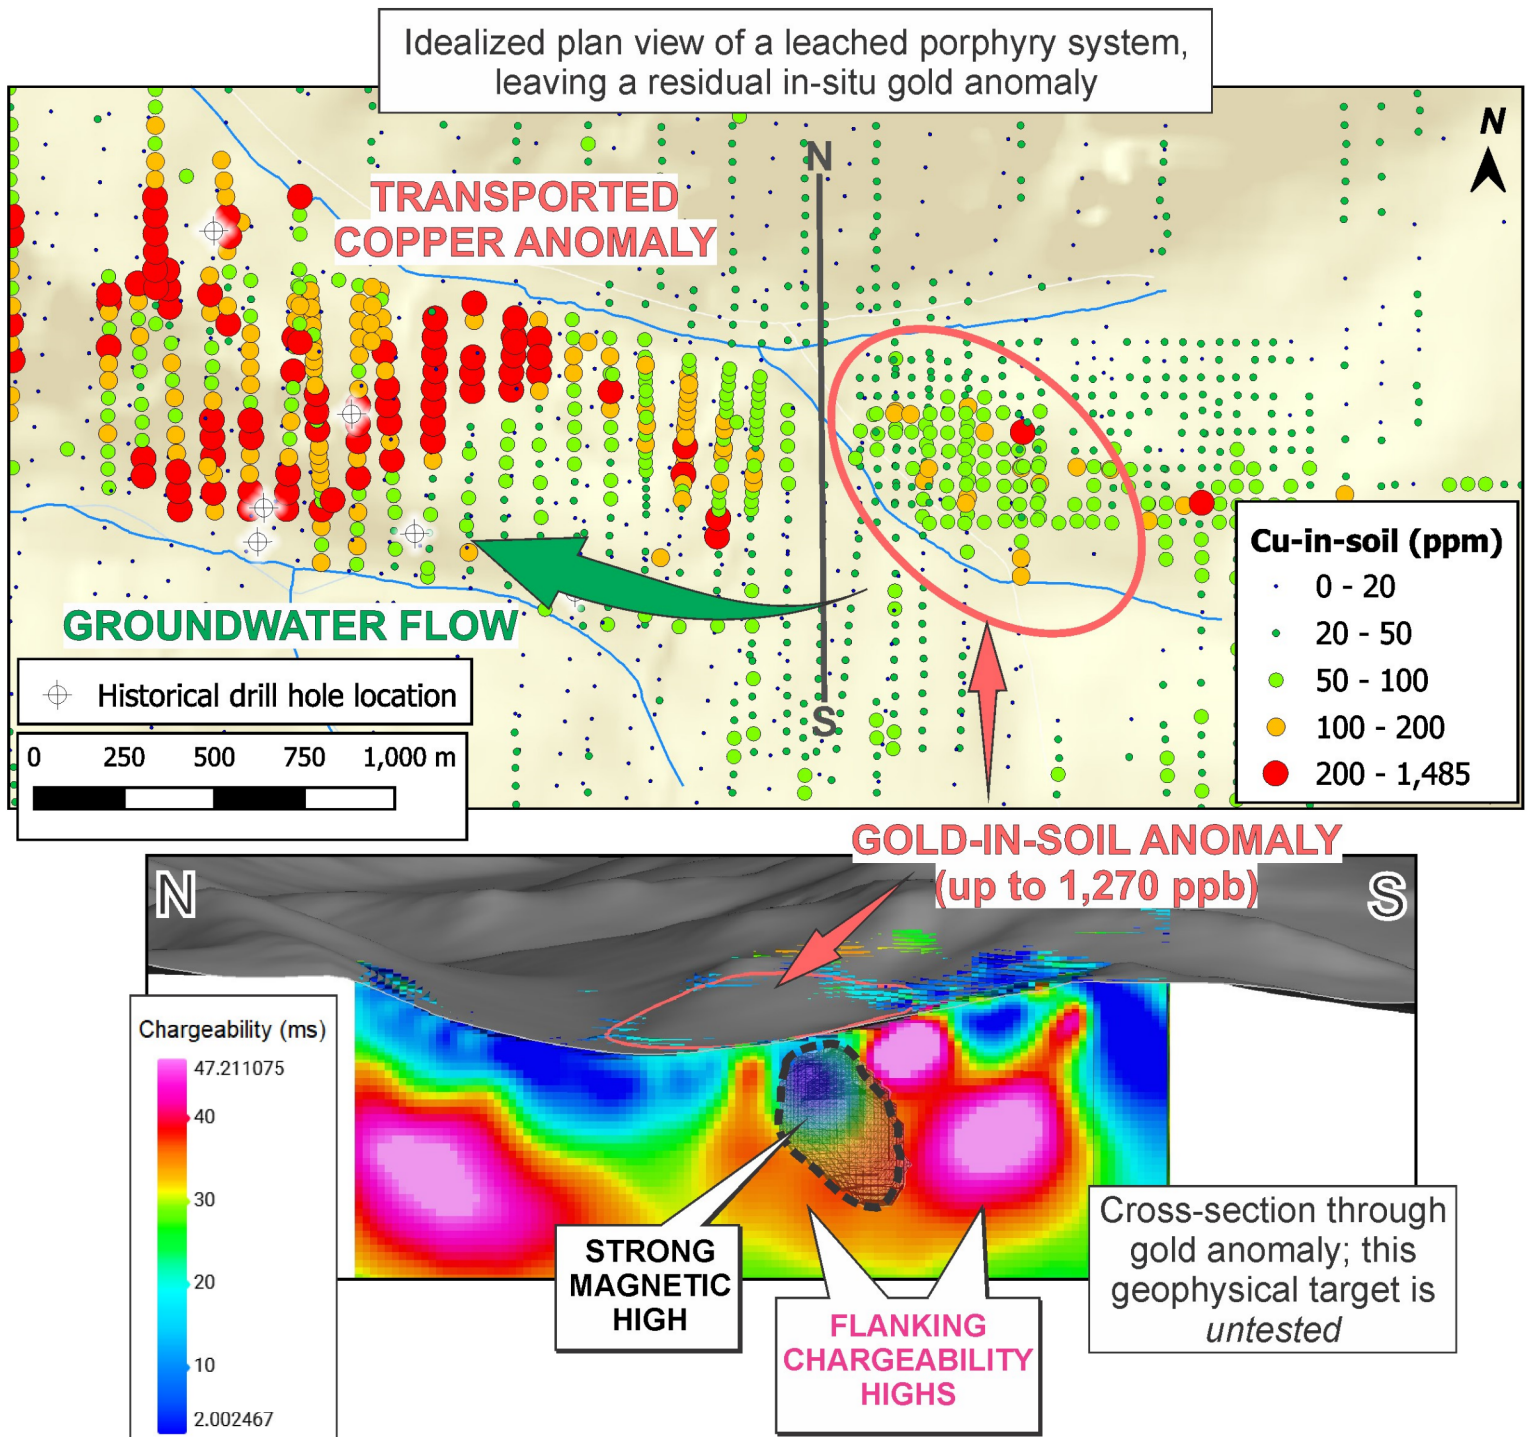 Idealized plan view of a leached porphyry system,
leaving a residual in-situ gold anomaly
N
N
TRANSPORTED
COPPER ANOMALY
GROUNDWATER FLOW
S
Historical drill hole location
0 250 500 750 1,000 m
Cu-in-soil (ppm)
0 - 20
20 - 50
50 - 100
100 - 200
200 - 1,485
GOLD-IN-SOIL ANOMALY
(up to 1,270 ppb)
N
S
Chargeability (ms)
47.211075
40
30
20
10
2.002467
STRONG
MAGNETIC
HIGH
FLANKING
CHARGEABILITY
HIGHS
Cross-section through
gold anomaly; this
geophysical target is
untested